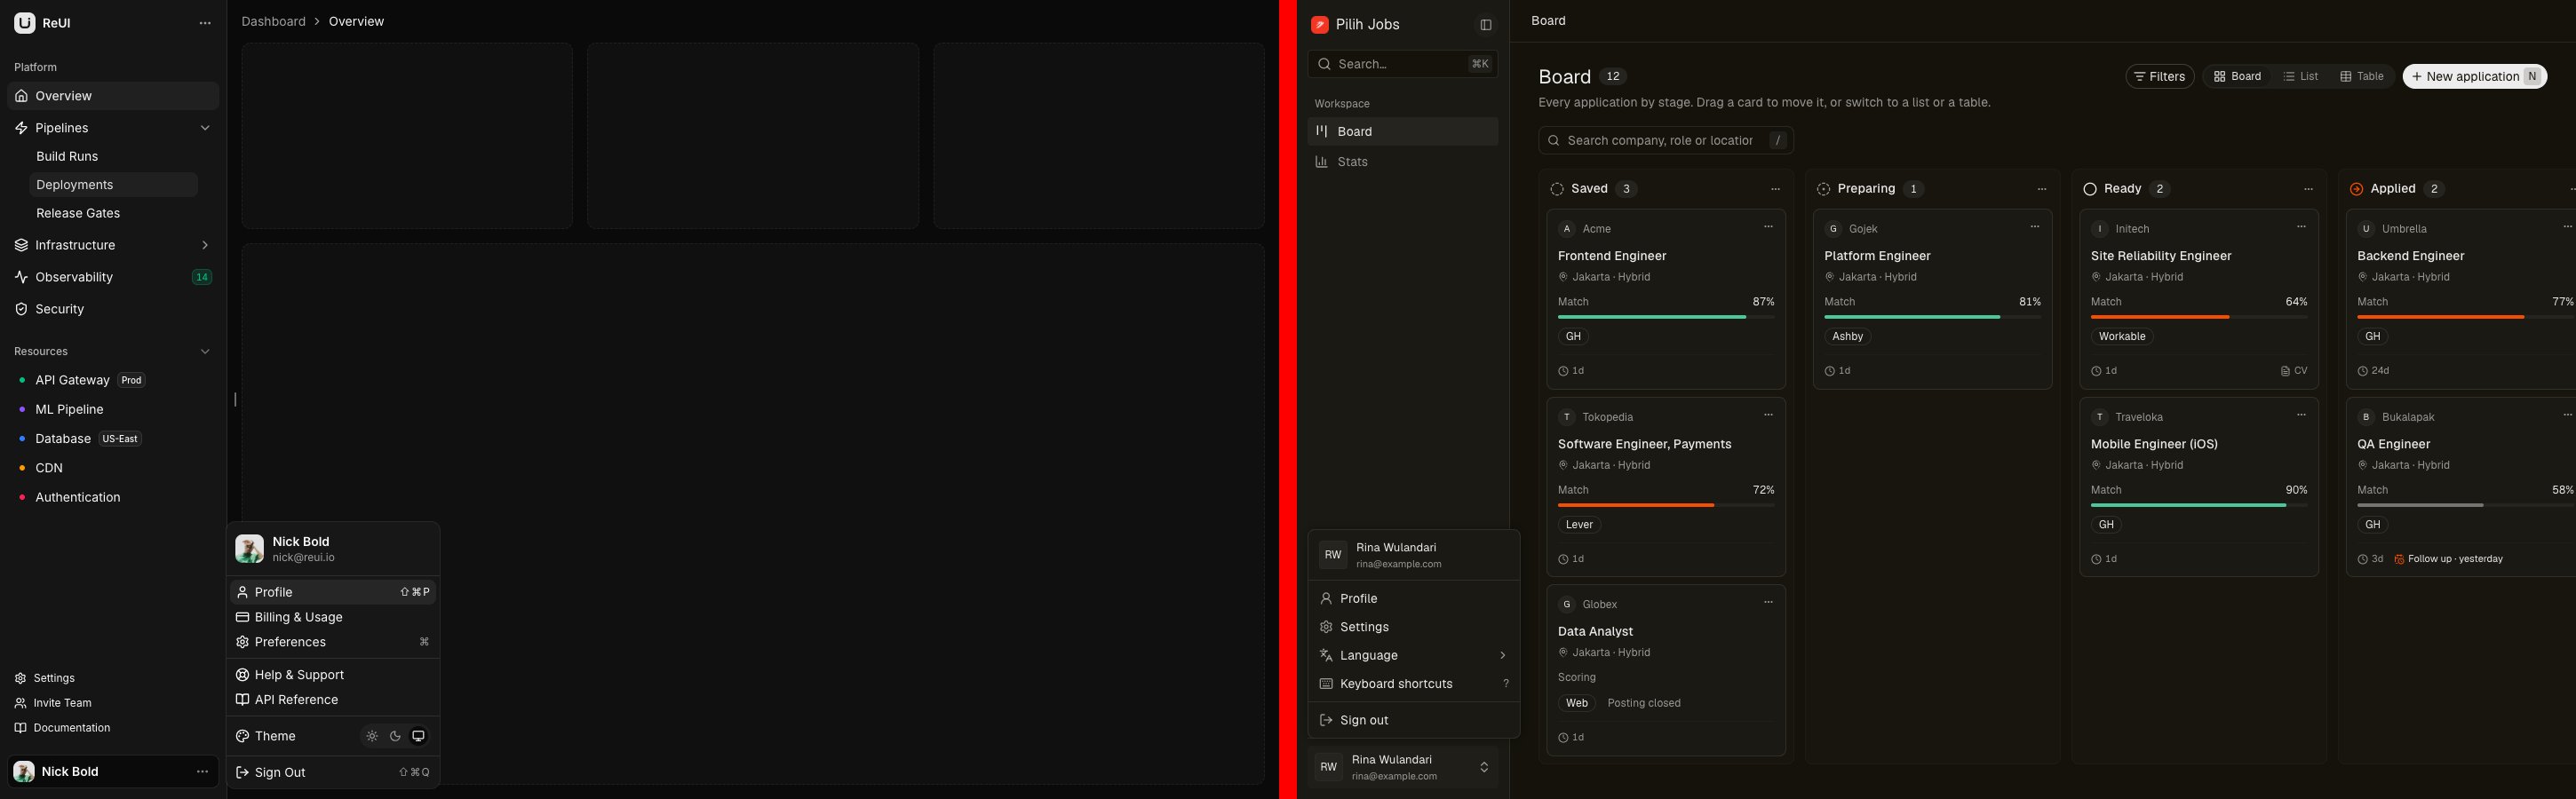 ReUI
Platform
Overview
Pipelines
Build Runs
Deployments
Release Gates
Infrastructure
Observability 14
Security
Resources
API Gateway Prod
ML Pipeline
Database US-East
CDN
Authentication
Settings
Invite Team
Documentation
Nick Bold
Dashboard > Overview
Nick Bold
nick@reui.io
Profile ⇧⌘P
Billing & Usage
Preferences ⌘
Help & Support
API Reference
Theme
Sign Out ⇧⌘Q
Pilih Jobs
Search... ⌘K
Workspace
Board
Stats
Rina Wulandari
rina@example.com
RW
Profile
Settings
Language
Keyboard shortcuts ?
Sign out
RW
Rina Wulandari
rina@example.com
Board
Board 12
Filters
Board
List
Table
+ New application N
Every application by stage. Drag a card to move it, or switch to a list or a table.
Search company, role or location /
Saved 3
A Acme
Frontend Engineer
Jakarta · Hybrid
Match 87%
GH
1d
T Tokopedia
Software Engineer, Payments
Jakarta · Hybrid
Match 72%
Lever
1d
G Globex
Data Analyst
Jakarta · Hybrid
Scoring
Web Posting closed
1d
Preparing 1
G Gojek
Platform Engineer
Jakarta · Hybrid
Match 81%
Ashby
1d
Ready 2
I Initech
Site Reliability Engineer
Jakarta · Hybrid
Match 64%
Workable
1d CV
T Traveloka
Mobile Engineer (iOS)
Jakarta · Hybrid
Match 90%
GH
1d
Applied 2
U Umbrella
Backend Engineer
Jakarta · Hybrid
Match 77%
GH
24d
B Bukalapak
QA Engineer
Jakarta · Hybrid
Match 58%
GH
3d Follow up · yesterday